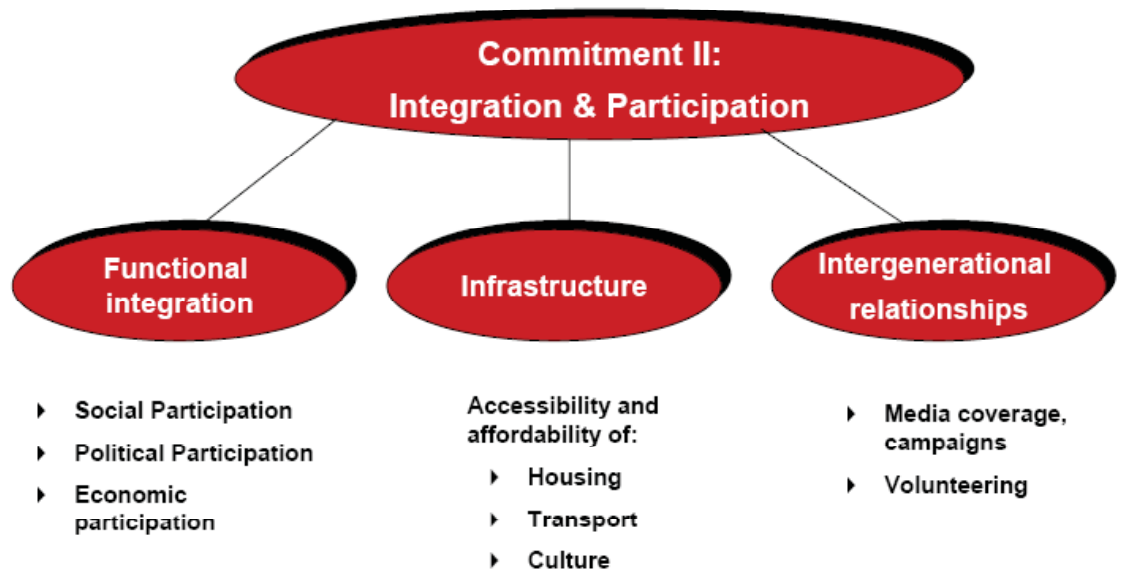 Commitment II:
Integration & Participation
Functional
integration
Infrastructure
Intergenerational
relationships
Social Participation
Political Participation
Economic
participation
Accessibility and
affordability of:
Housing
Transport
Culture
Media coverage,
campaigns
Volunteering